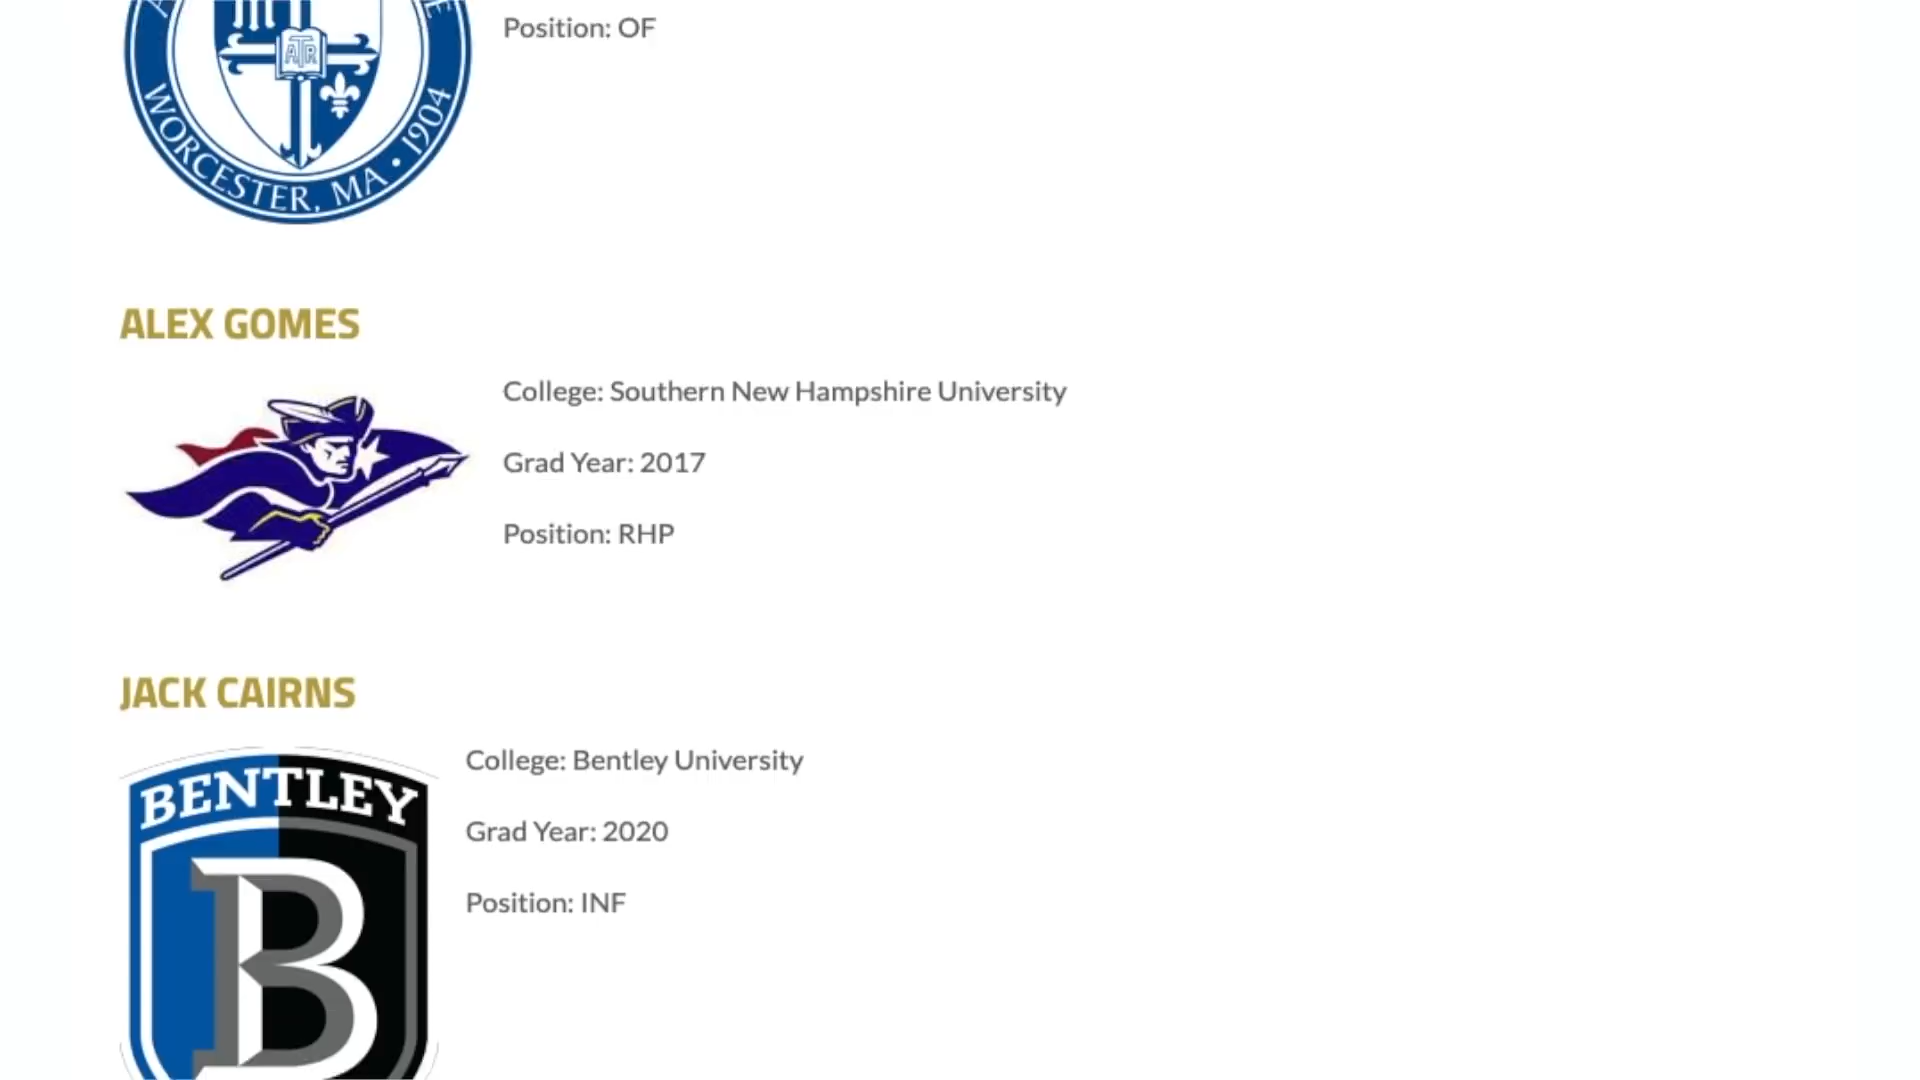 Position: OF
ATR
WORCESTER, MA • 1904
ALEX GOMES
College: Southern New Hampshire University
Grad Year: 2017
Position: RHP
JACK CAIRNS
College: Bentley University
BENTLEY
Grad Year: 2020
B
Position: INF